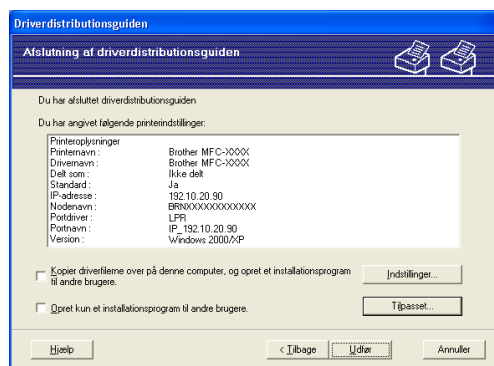 Driverdistributionsguiden
Afslutning af driverdistributionsguiden
Du har afsluttet driverdistributionsguiden
Du har angivet følgende printerindstillinger:
Printeroplysninger
Printernavn : Brother MFC-XXXX
Drivernavn : Brother MFC-XXXX
Delt som : Ikke delt
Standard : Ja
IP-adresse : 192.10.20.90
Nodenavn : BRNXXXXXXXXXXXX
Portdriver : LPR
Portnavn : IP_192.10.20.90
Version : Windows 2000/XP
Kopier driverfilerne over på denne computer, og opret et installationsprogram
til andre brugere.
Indstillinger...
Opret kun et installationsprogram til andre brugere.
Tilpasset...
Hjælp
< Tilbage
Udfør
Annuller